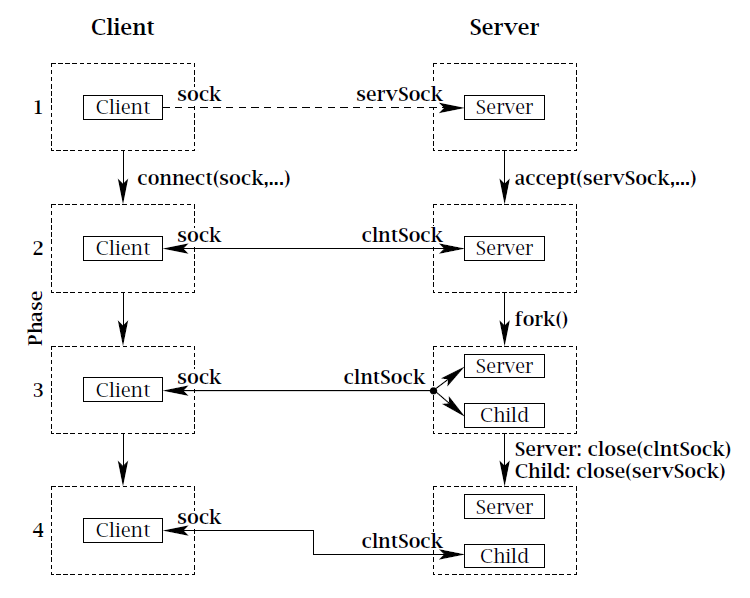 Client
Server
1
Client
sock
servSock
Server
connect(sock,...)
accept(servSock,...)
2
Client
sock
clntSock
Server
Phase
fork()
3
Client
sock
clntSock
Server
Child
Server: close(clntSock)
Child: close(servSock)
4
Client
sock
clntSock
Server
Child